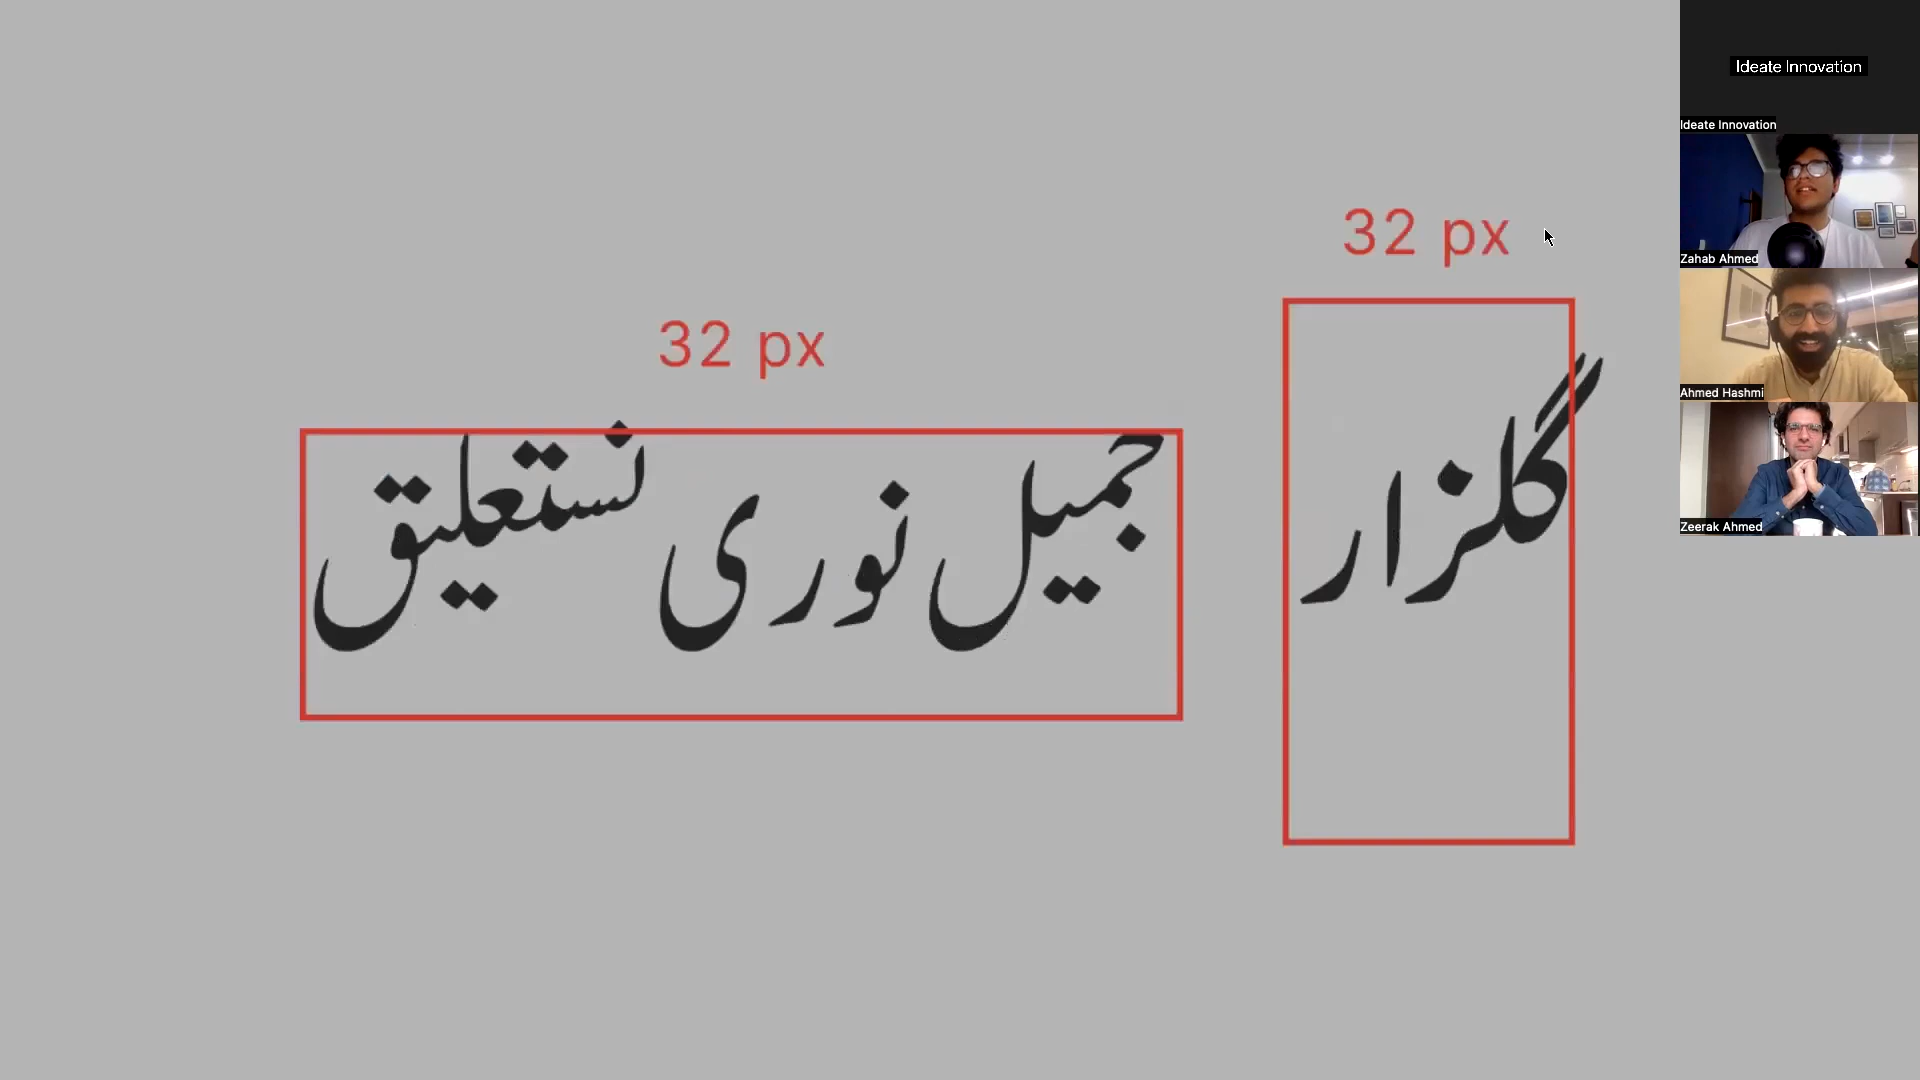 32 px
گلزار
32 px
جمیل نوری نستعلیق
Ideate Innovation
Ideate Innovation
Zahab Ahmed
Ahmed Hashmi
Zeerak Ahmed